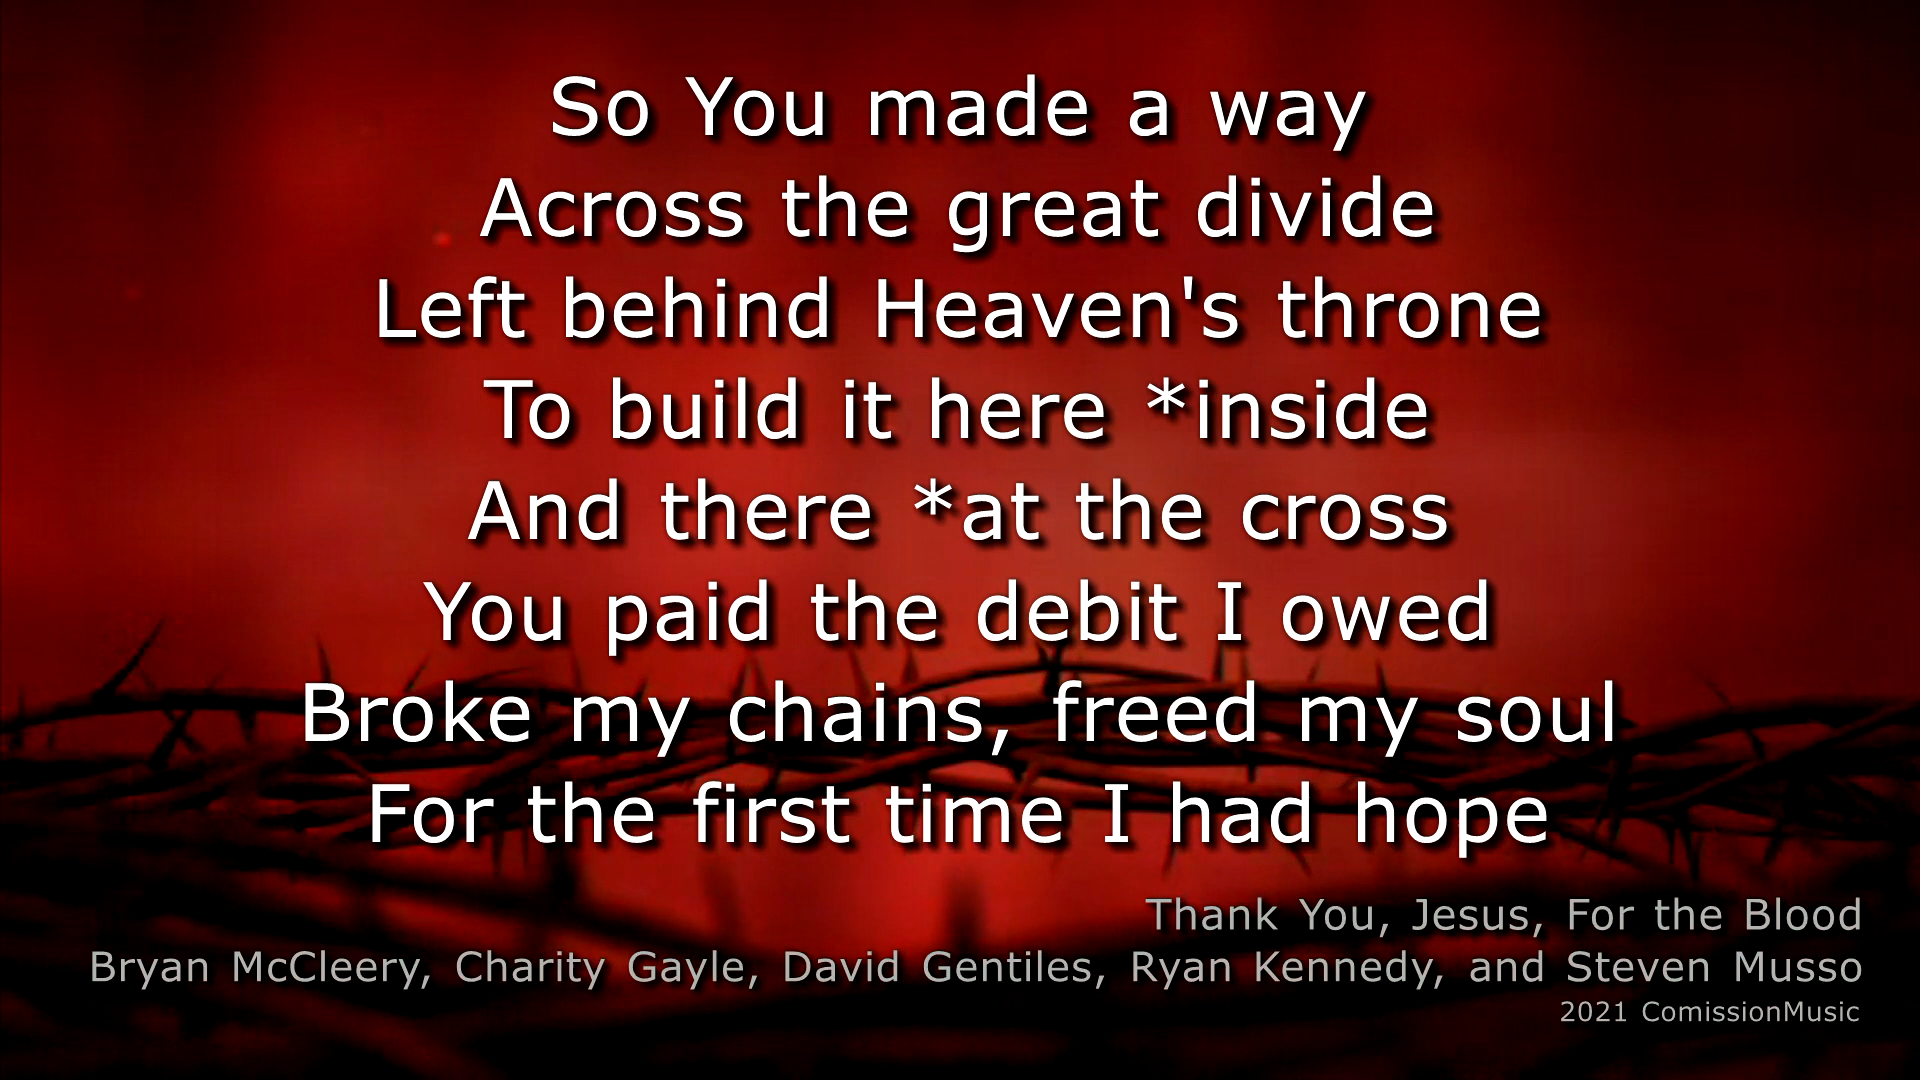 So You made a way
Across the great divide
Left behind Heaven's throne
To build it here *inside
And there *at the cross
You paid the debit I owed
Broke my chains, freed my soul
For the first time I had hope
Thank You, Jesus, For the Blood
Bryan McCleery, Charity Gayle, David Gentiles, Ryan Kennedy, and Steven Musso
2021 ComissionMusic